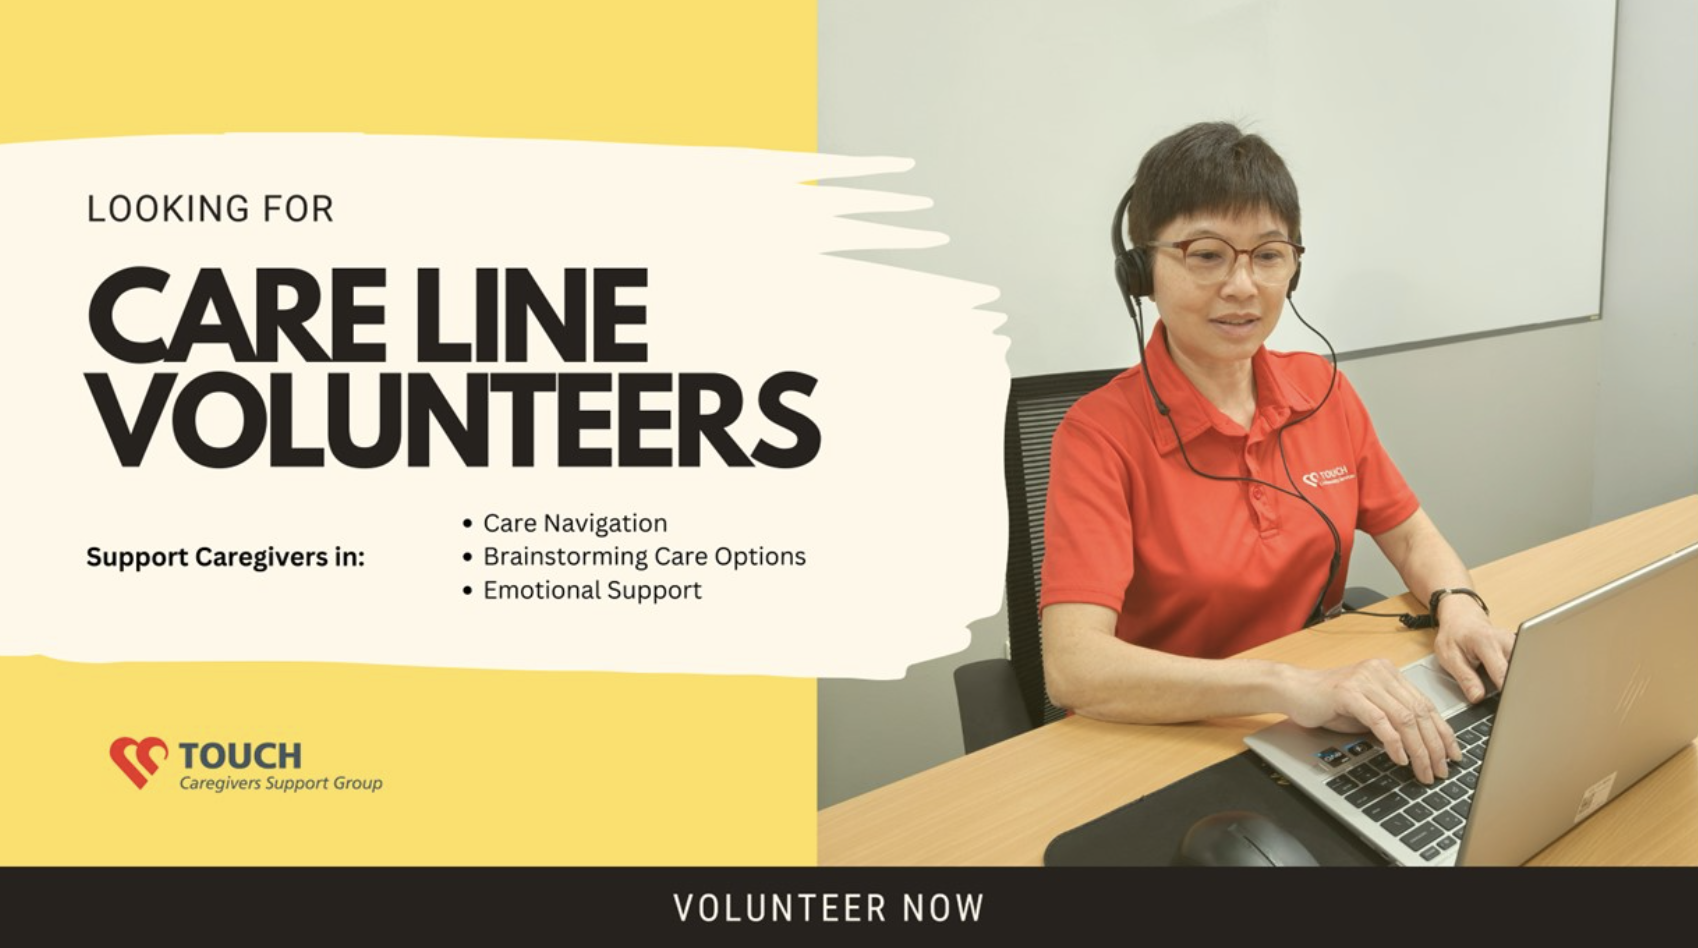 LOOKING FOR
CARE LINE
VOLUNTEERS
Support Caregivers in:
• Care Navigation
• Brainstorming Care Options
• Emotional Support
TOUCH
Caregivers Support Group
TOUCH
VOLUNTEER NOW